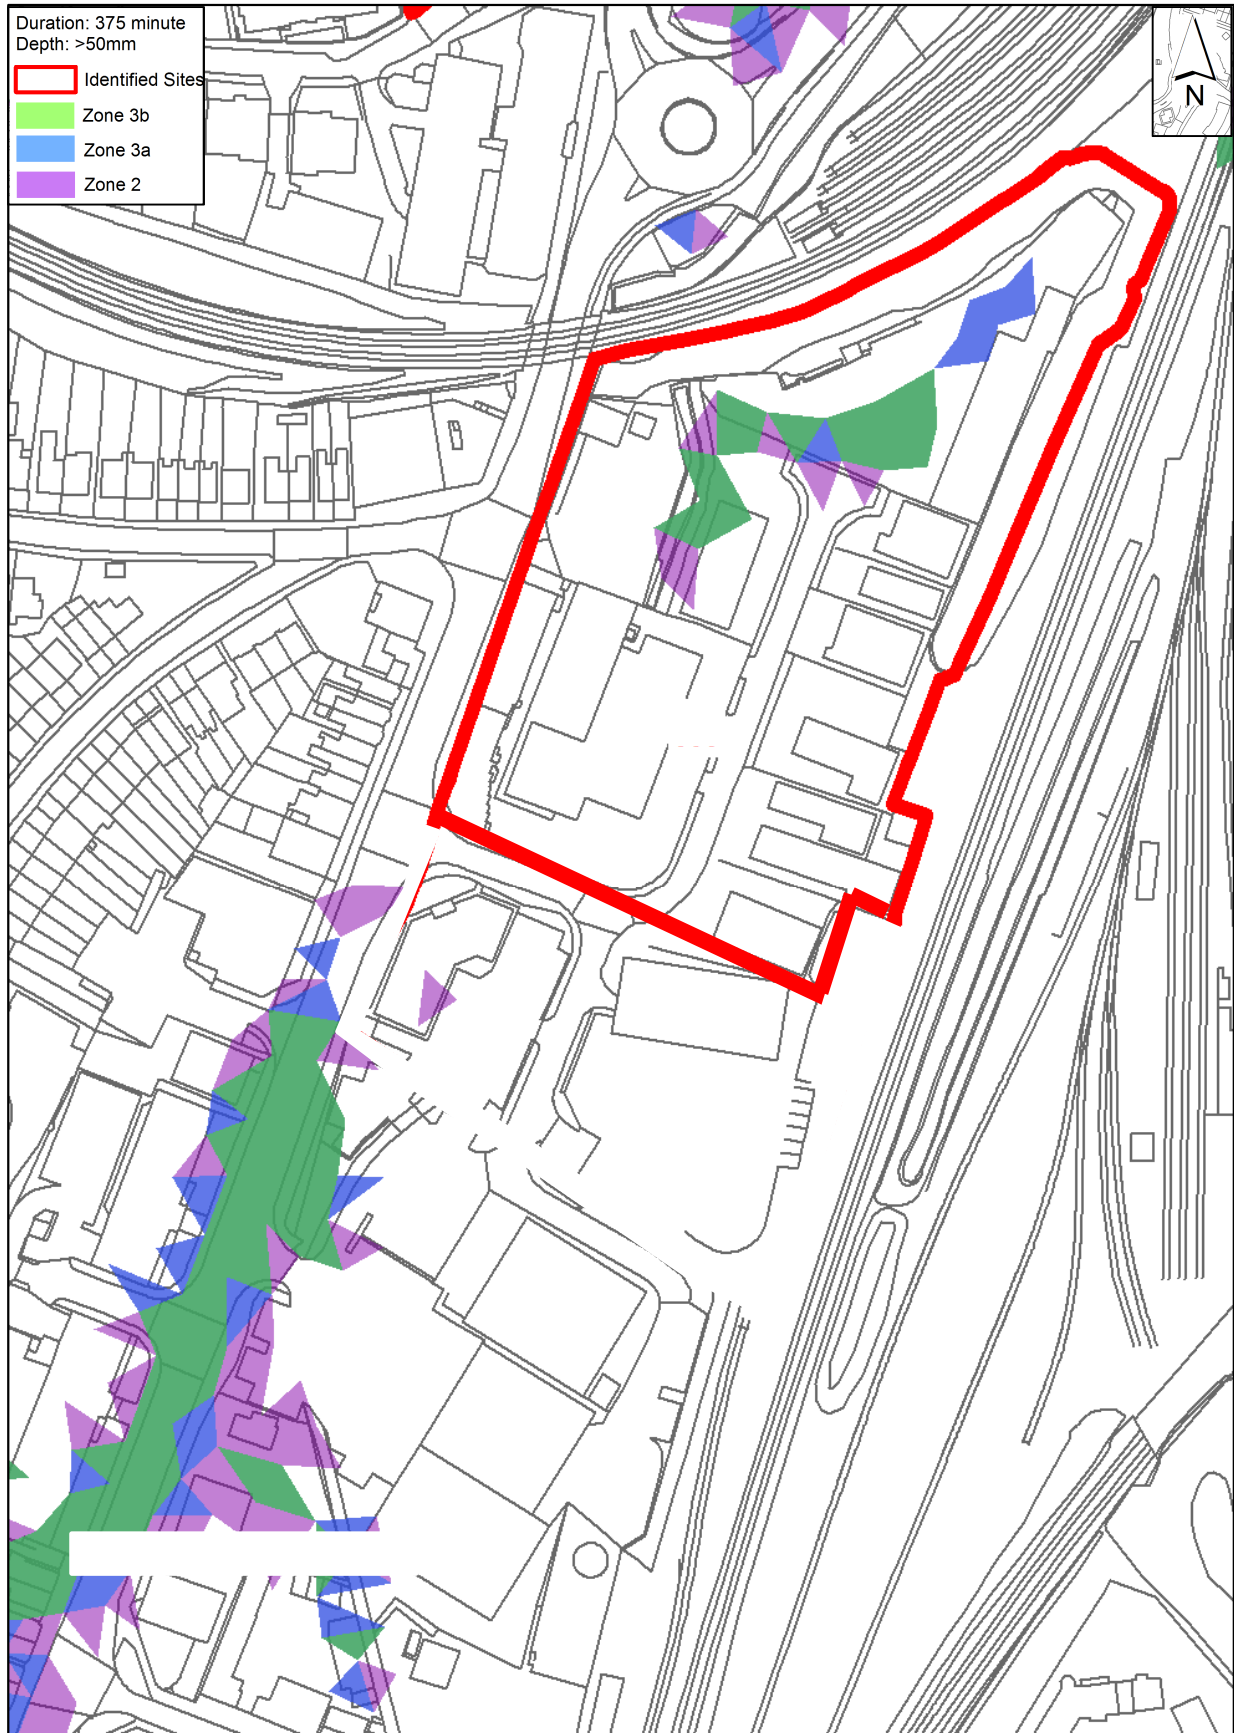 Duration: 375 minute
Depth: >50mm
Identified Sites
Zone 3b
Zone 3a
Zone 2
N